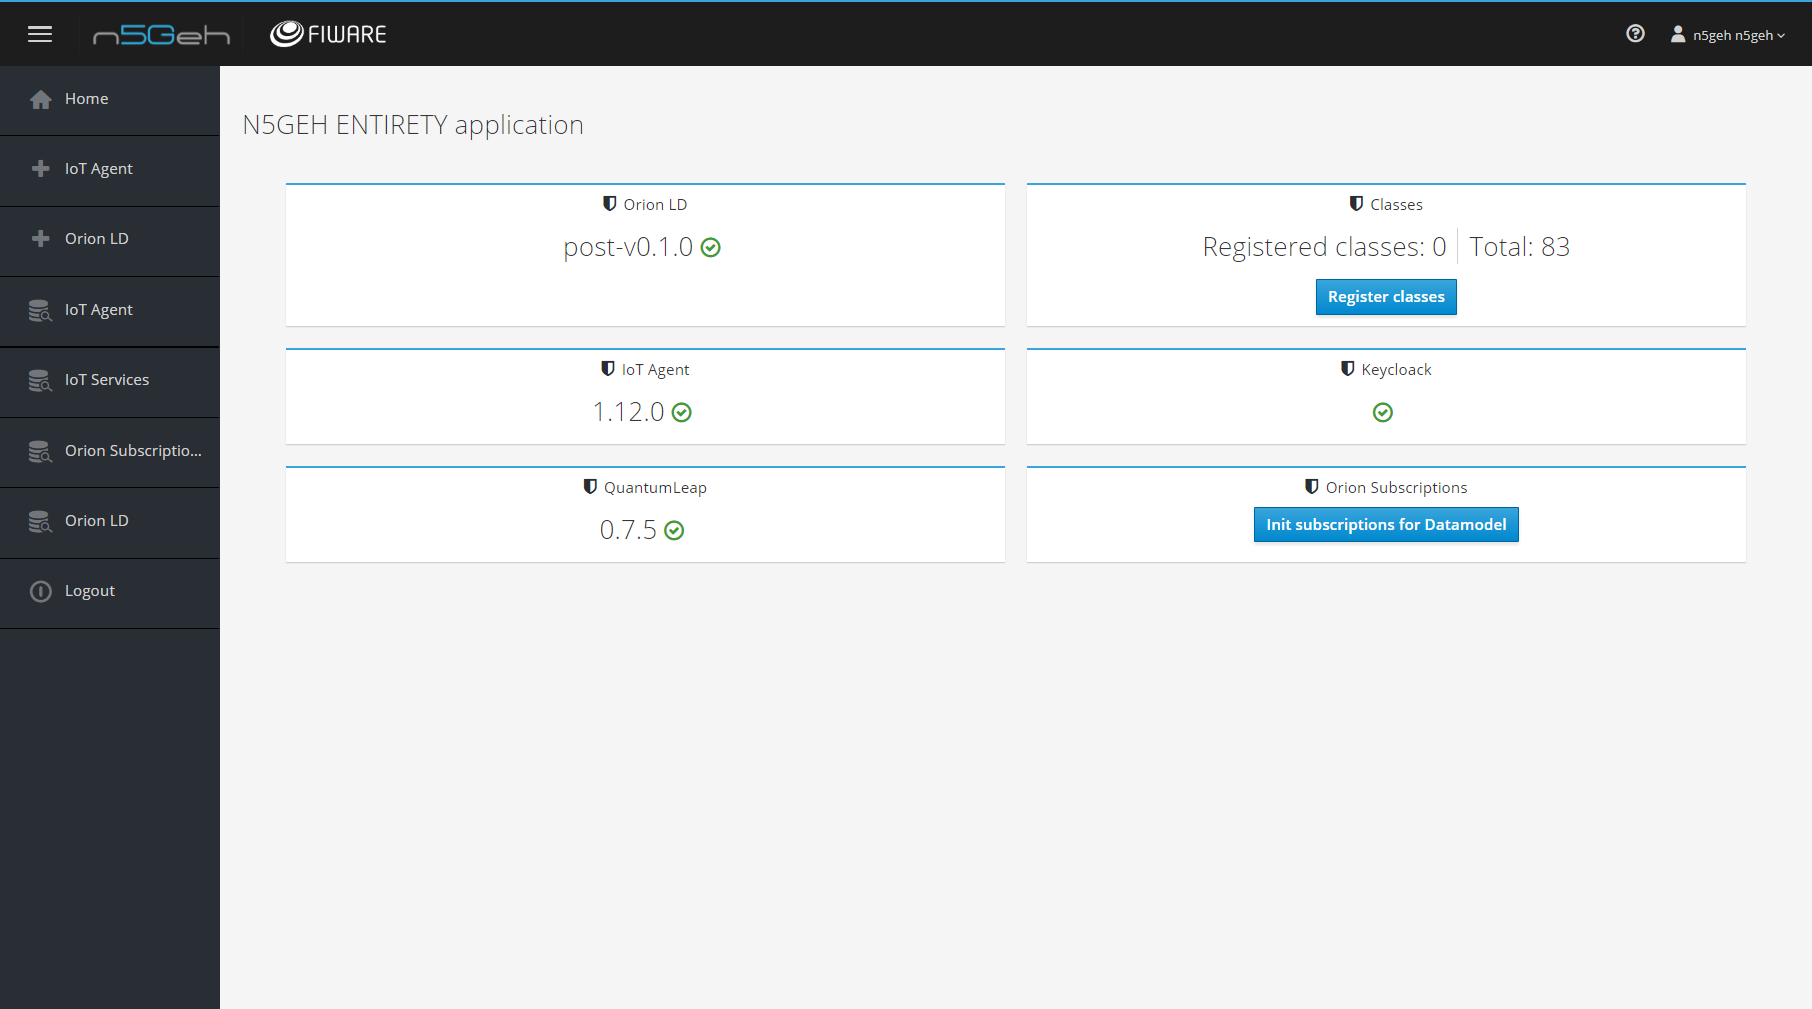 n5Geh
FIWARE
n5geh n5geh
Home
IoT Agent
Orion LD
IoT Agent
IoT Services
Orion Subscriptio...
Orion LD
Logout
N5GEH ENTIRETY application
Orion LD
post-v0.1.0
Classes
Registered classes: 0 Total: 83
Register classes
IoT Agent
1.12.0
Keycloack
QuantumLeap
0.7.5
Orion Subscriptions
Init subscriptions for Datamodel